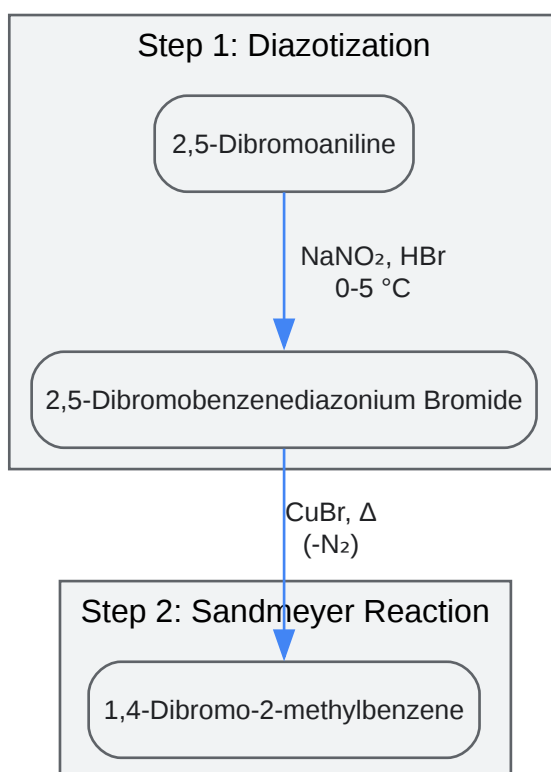 Step 1: Diazotization
2,5-Dibromoaniline
NaNO₂, HBr
0-5 °C
2,5-Dibromobenzenediazonium Bromide
CuBr, Δ
(-N₂)
Step 2: Sandmeyer Reaction
1,4-Dibromo-2-methylbenzene